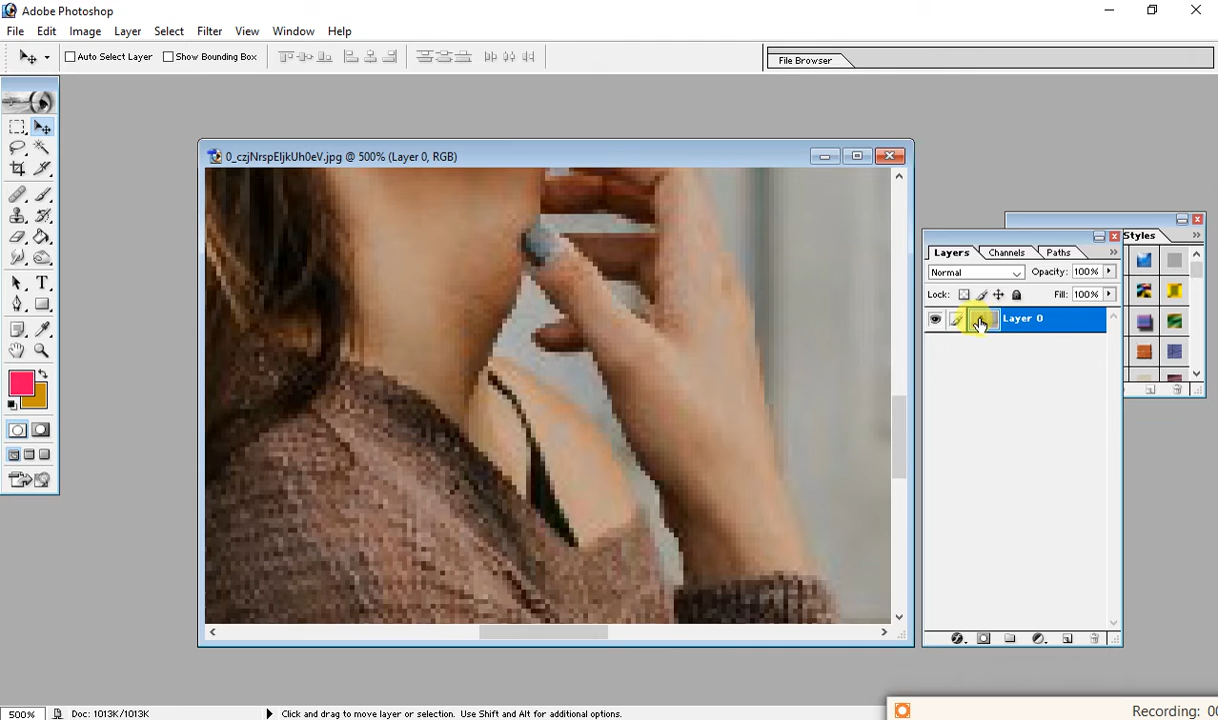 Adobe Photoshop
File Edit Image Layer Select Filter View Window Help
Auto Select Layer Show Bounding Box
File Browser
0_czjNrspEljkUh0eV.jpg @ 500% (Layer 0, RGB)
Styles
Layers Channels Paths
Normal Opacity: 100%
Lock: Fill: 100%
Layer 0
T
500% Doc: 1013K/1013K Click and drag to move layer or selection. Use Shift and Alt for additional options.
Recording: 00